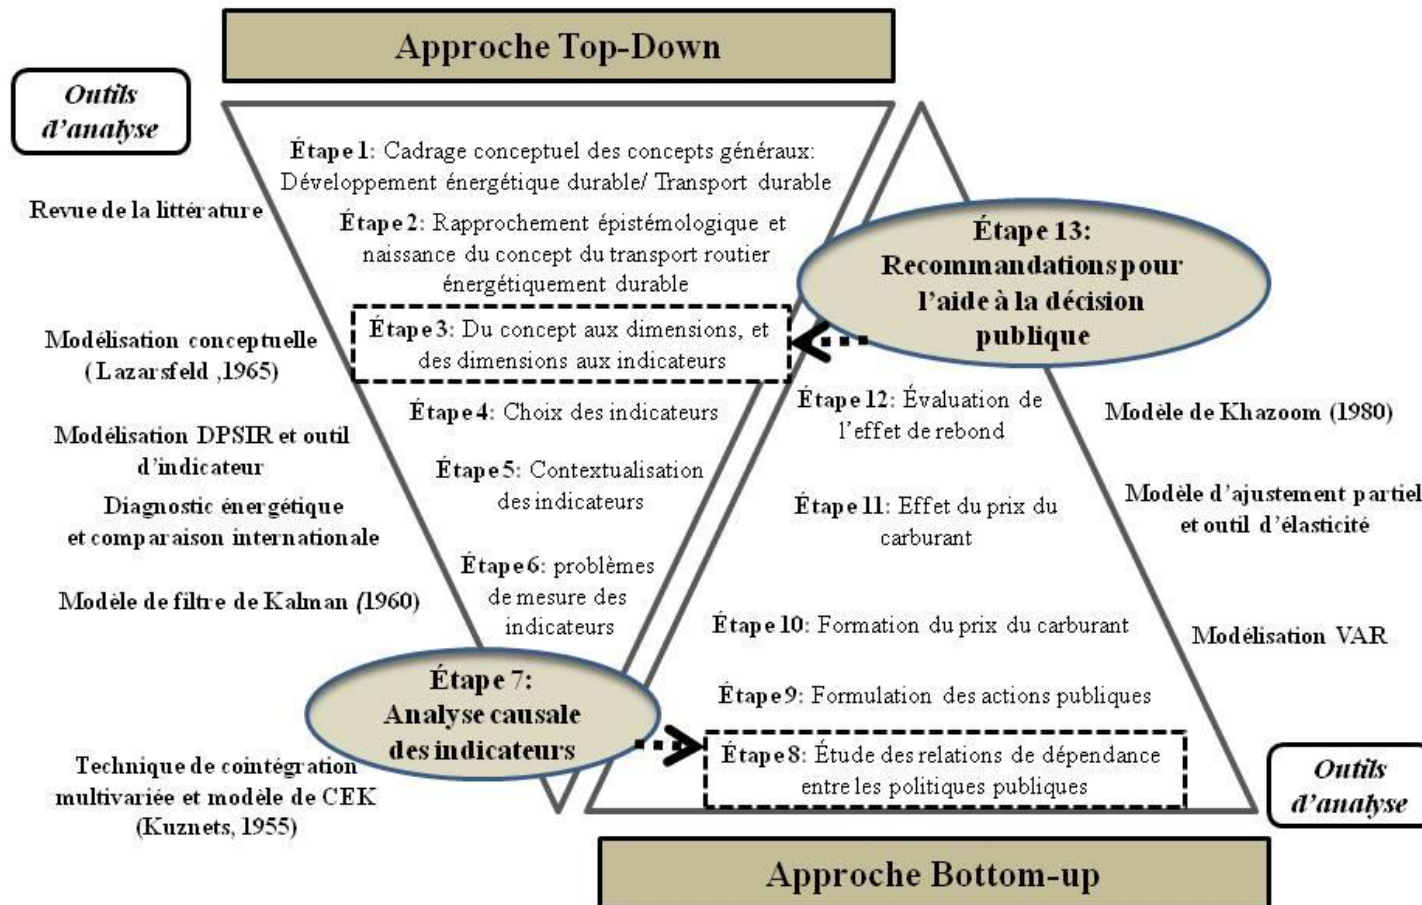 Approche Top-Down
Outils
d’analyse
Étape 1: Cadrage conceptuel des concepts généraux:
Développement énergétique durable/ Transport durable
Revue de la littérature
Étape 2: Rapprochement épistémologique et
naissance du concept du transport routier
énergétiquement durable
Étape 3: Du concept aux dimensions, et
des dimensions aux indicateurs
Modélisation conceptuelle
( Lazarsfeld ,1965)
Étape 4: Choix des indicateurs
Modélisation DPSIR et outil
d’indicateur
Étape 5: Contextualisation
des indicateurs
Diagnostic énergétique
et comparaison internationale
Étape 6: problèmes
de mesure des
indicateurs
Modèle de filtre de Kalman (1960)
Étape 7:
Analyse causale
des indicateurs
Technique de cointégration
multivariée et modèle de CEK
(Kuznets, 1955)
Étape 13:
Recommandations pour
l’aide à la décision
publique
Étape 12: Évaluation de
l’effet de rebond
Modèle de Khazoom (1980)
Étape 11: Effet du prix du
carburant
Modèle d’ajustement partiel
et outil d’élasticité
Étape 10: Formation du prix du carburant
Modélisation VAR
Étape 9: Formulation des actions publiques
Étape 8: Étude des relations de dépendance
entre les politiques publiques
Outils
d’analyse
Approche Bottom-up